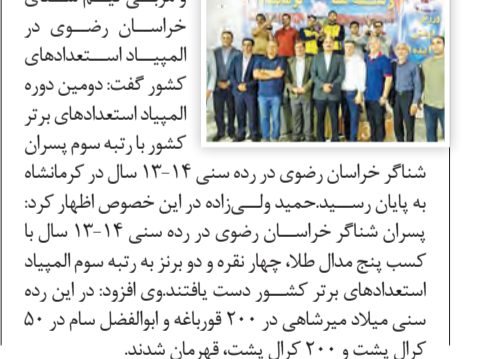 خراسان رضوی در
المپیاد استعدادهای
کشور گفت: دومین دوره
المپیاد استعدادهای برتر
کشور با رتبه سوم پسران
شناگر خراسان رضوی در رده سنی ۱۴-۱۳ سال در کرمانشاه
به پایان رسید.حمید ولی‌زاده در این خصوص اظهار کرد:
پسران شناگر خراسان رضوی در رده سنی ۱۴-۱۳ سال با
کسب پنج مدال طلا، چهار نقره و دو برنز به رتبه سوم المپیاد
استعدادهای برتر کشور دست یافتند.وی افزود: در این رده
سنی میلاد میرشاهی در ۲۰۰ قورباغه و ابوالفضل سام در ۵۰
کرال پشت و ۲۰۰ کرال پشت، قهرمان شدند.